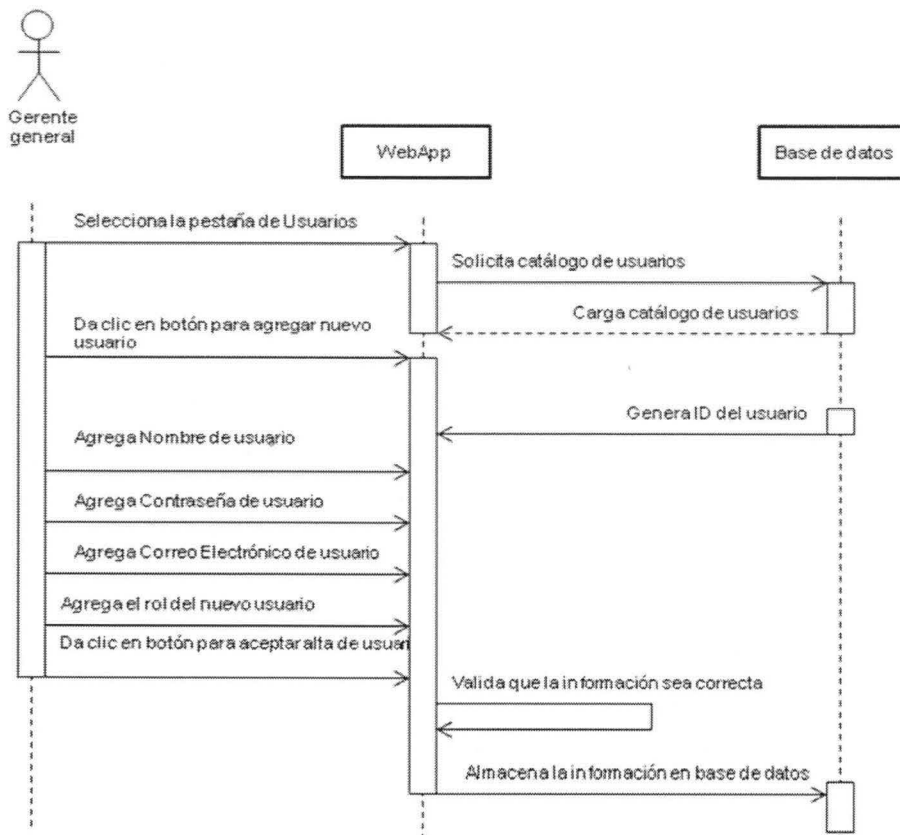 Gerente
general
WebApp
Base de datos
Selecciona la pestaña de Usuarios
Solicita catálogo de usuarios
Carga catálogo de usuarios
Da clic en botón para agregar nuevo
usuario
Genera ID del usuario
Agrega Nombre de usuario
Agrega Contraseña de usuario
Agrega Correo Electrónico de usuario
Agrega el rol del nuevo usuario
Da clic en botón para aceptar alta de usuari
Valida que la información sea correcta
Almacena la información en base de datos